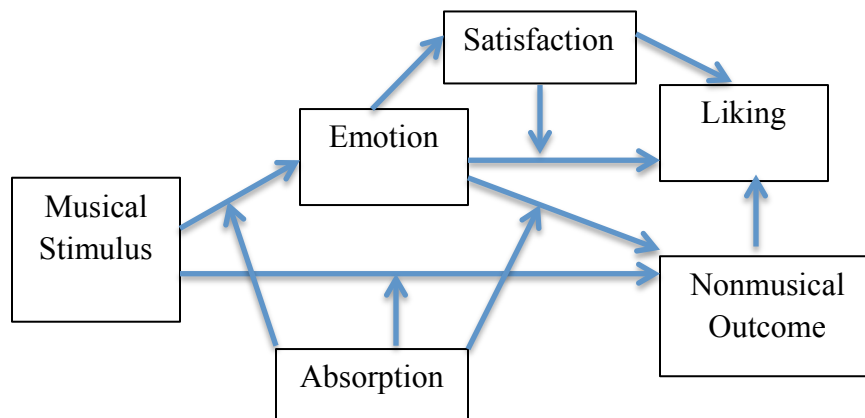 Satisfaction
Emotion
Liking
Musical
Stimulus
Nonmusical
Outcome
Absorption